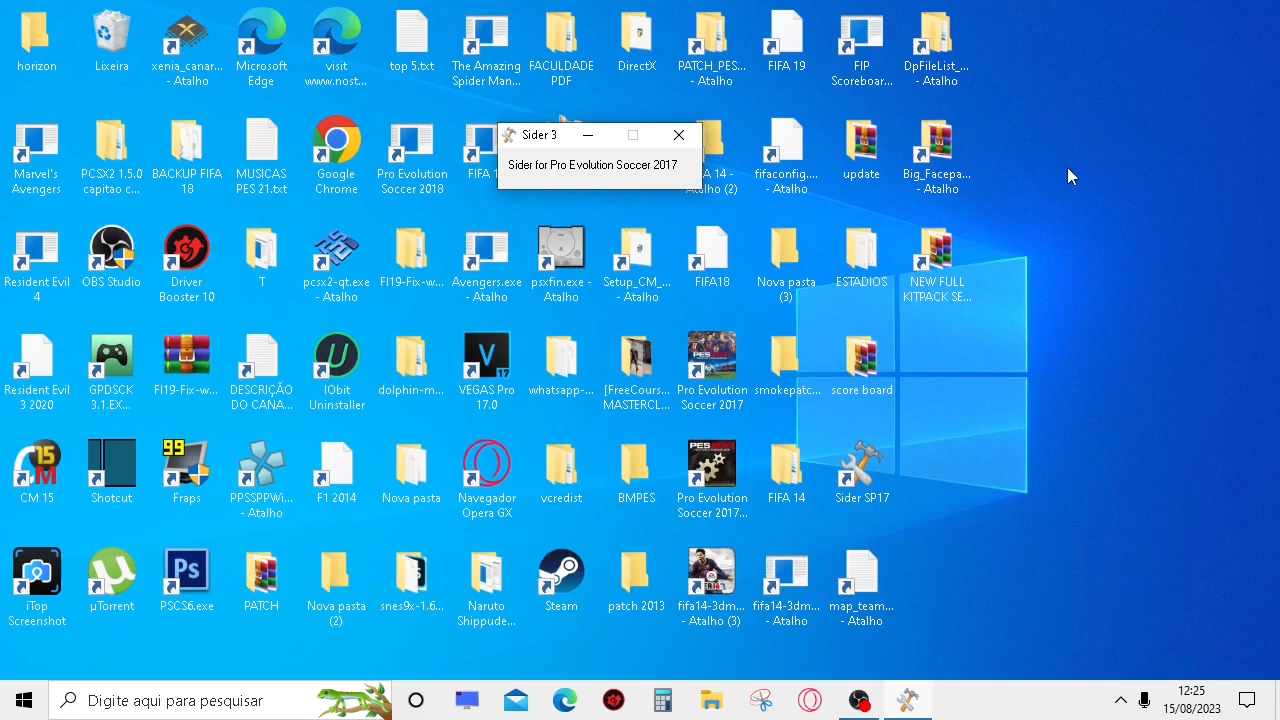 horizon
Lixeira
xenia_canar...
- Atalho
Microsoft
Edge
visit
www.nost...
top 5.txt
The Amazing
Spider Man...
FACULDADE
PDF
DirectX
PATCH_PES...
- Atalho
FIFA 19
FIP
Scoreboar...
DpFileList_...
- Atalho
Marvel's
Avengers
PCSX2 1.5.0
capitao c...
BACKUP FIFA
18
MUSICAS
PES 21.txt
Google
Chrome
Pro Evolution
Soccer 2018
Sider 3
Sider for Pro Evolution Soccer 2017
fifaconfig....
- Atalho
update
Big_Facepa...
- Atalho
Resident Evil
4
OBS Studio
Driver
Booster 10
T
pcsx2-qt.exe
- Atalho
FI19-Fix-w...
Avengers.exe
- Atalho
psxfin.exe -
Atalho
Setup_CM_...
- Atalho
FIFA18
Nova pasta
(3)
ESTADIOS
NEW FULL
KITPACK SE...
Resident Evil
3 2020
GPDSCK
3.1.EX...
FI19-Fix-w...
DESCRIÇÃO
DO CANA...
IObit
Uninstaller
dolphin-m...
VEGAS Pro
17.0
whatsapp-...
[FreeCours...
MASTERCL...
Pro Evolution
Soccer 2017
smokepatc...
score board
CM 15
Shotcut
99
Fraps
PPSSPPWi...
- Atalho
F1 2014
Nova pasta
Navegador
Opera GX
vcredist
BMPES
Pro Evolution
Soccer 2017...
FIFA 14
Sider SP17
iTop
Screenshot
µTorrent
PSCS6.exe
PATCH
Nova pasta
(2)
snes9x-1.6...
Naruto
Shippude...
Steam
patch 2013
fifa14-3dm...
- Atalho (3)
fifa14-3dm...
- Atalho
map_team...
- Atalho
Digite aqui para pesquisar
12:25
15/08/2023